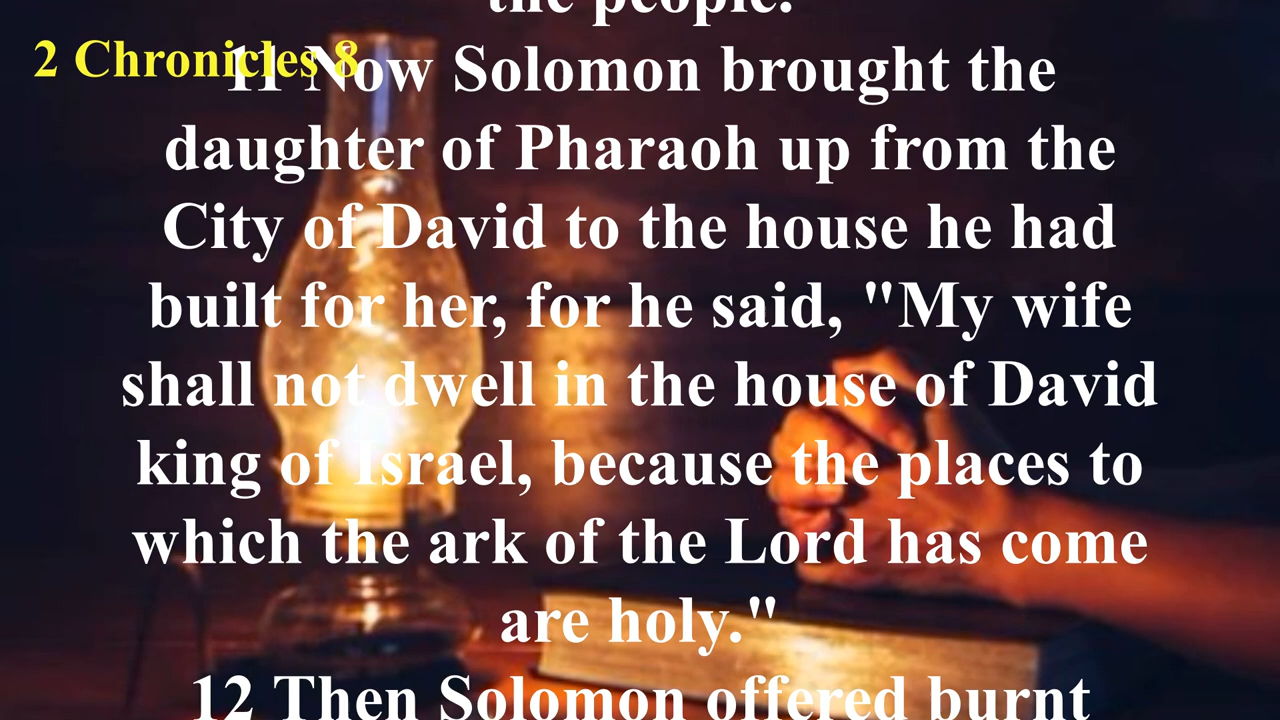 the people.
2 Chronicles 8
11 Now Solomon brought the
daughter of Pharaoh up from the
City of David to the house he had
built for her, for he said, "My wife
shall not dwell in the house of David
king of Israel, because the places to
which the ark of the Lord has come
are holy."
12 Then Solomon offered burnt